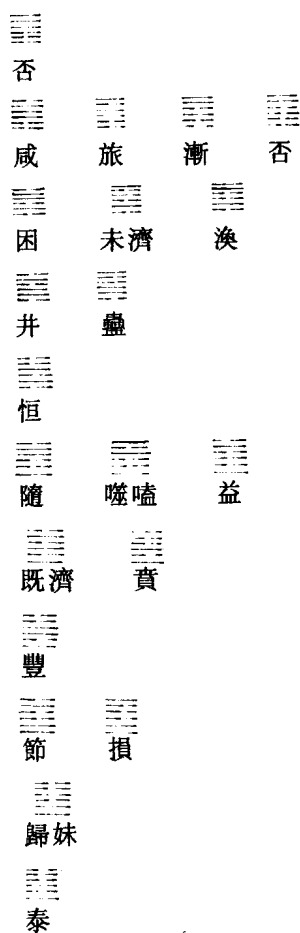 否
咸 旅 漸 否
困 未濟 渙
井 蠱
恒
隨 噬嗑 益
既濟 賁
豐
節 損
歸妹
泰